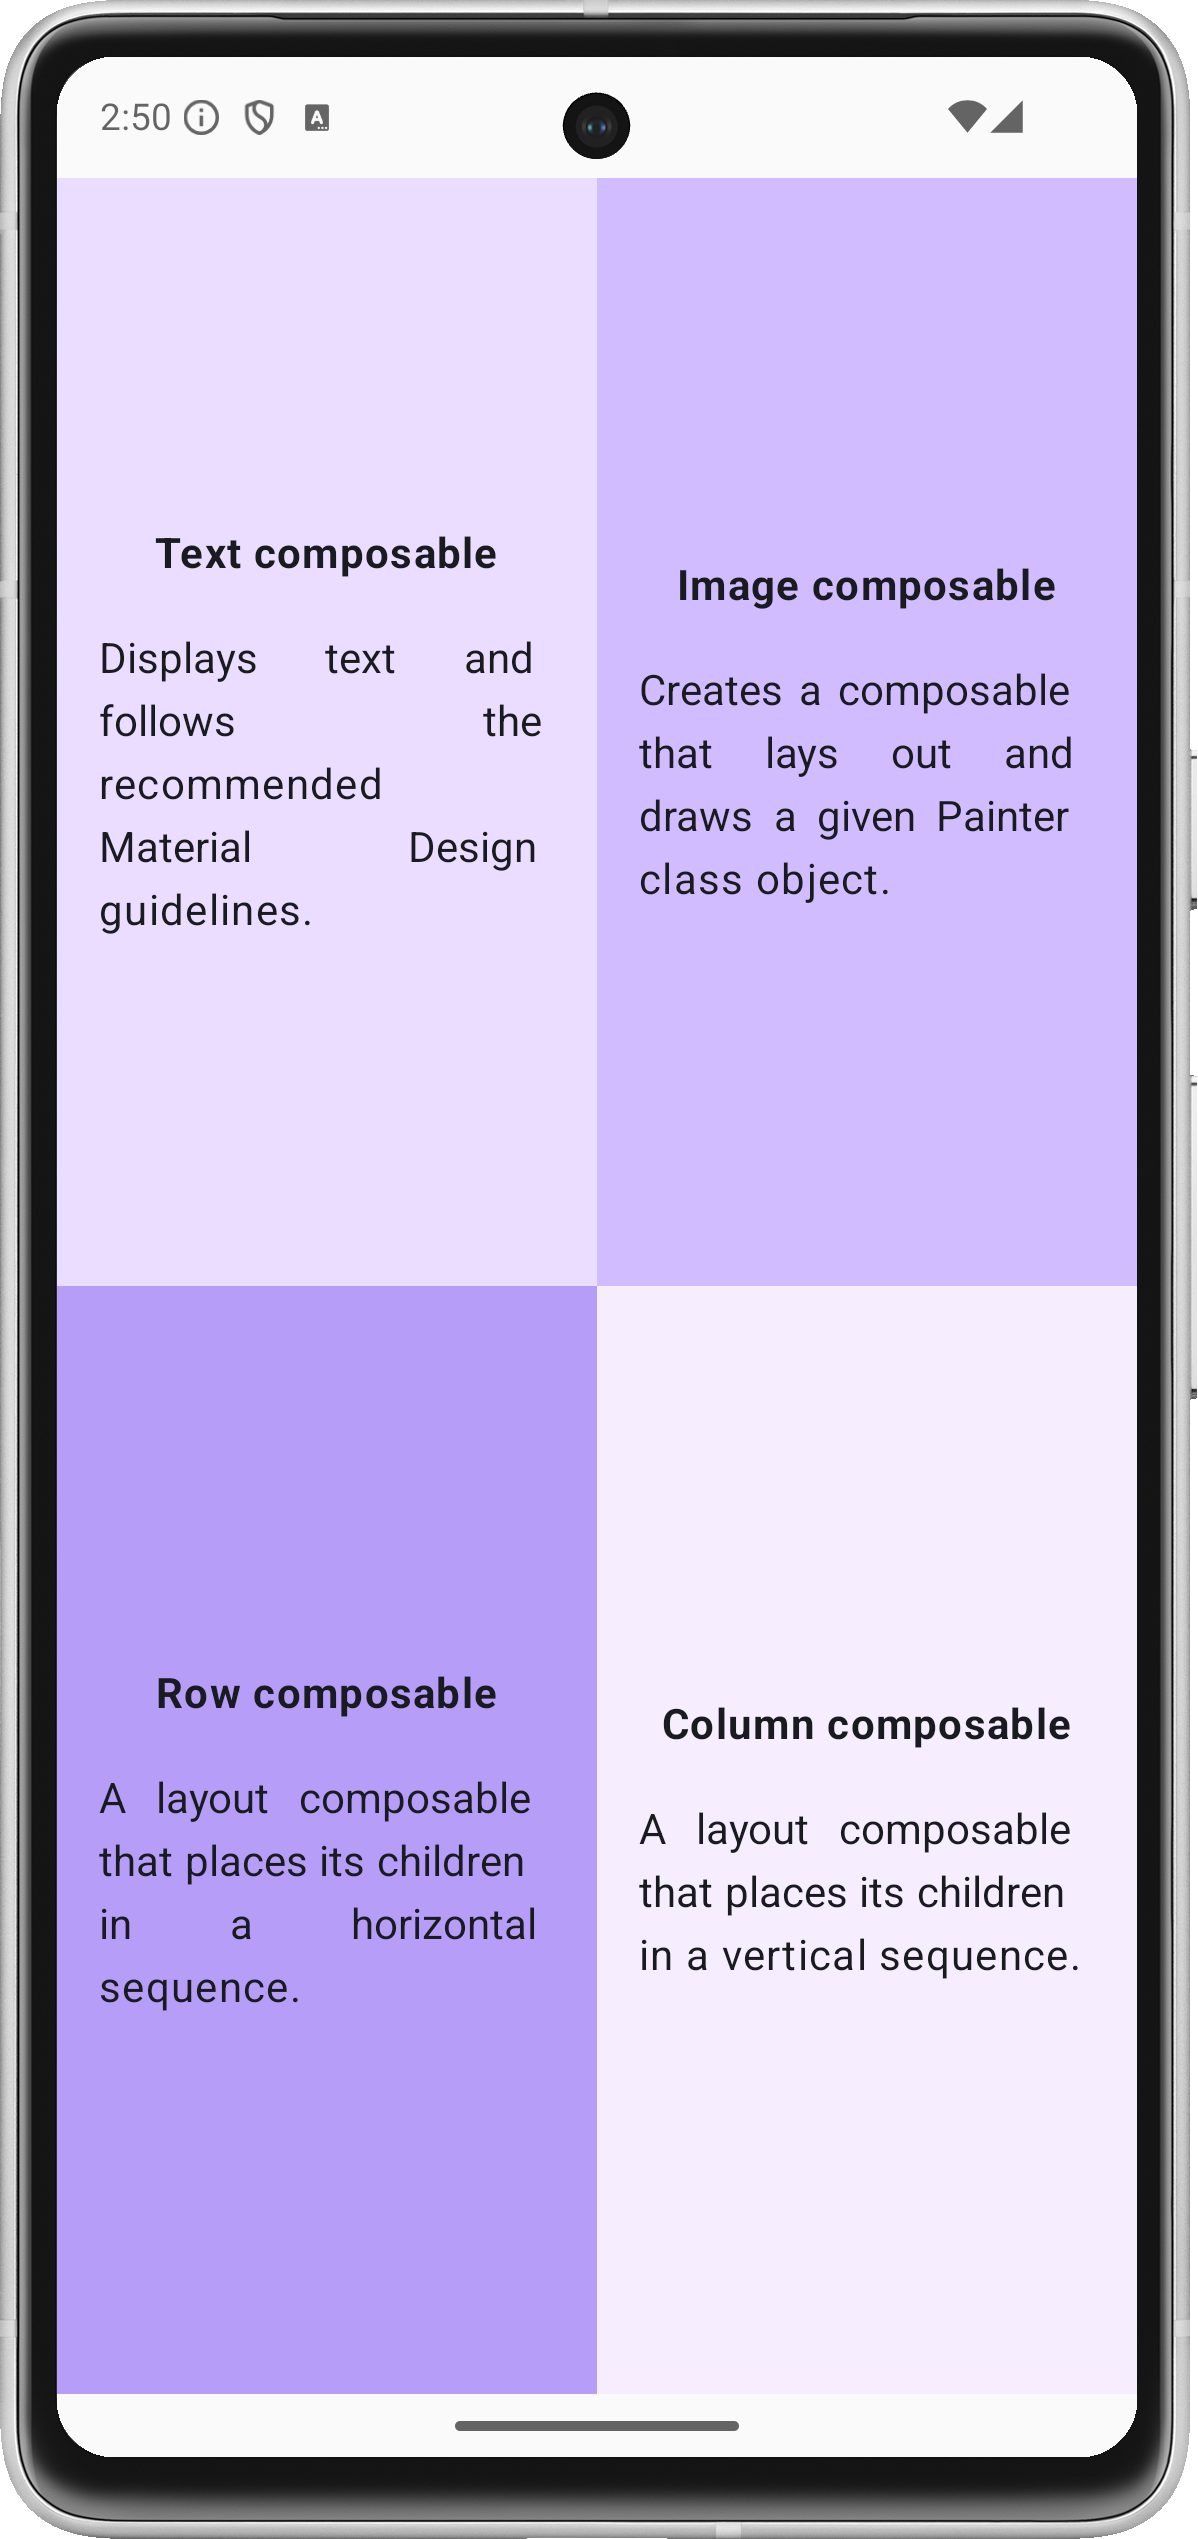 2:50
Text composable
Displays text and
follows the
recommended
Material Design
guidelines.
Image composable
Creates a composable
that lays out and
draws a given Painter
class object.
Row composable
A layout composable
that places its children
in a horizontal
sequence.
Column composable
A layout composable
that places its children
in a vertical sequence.